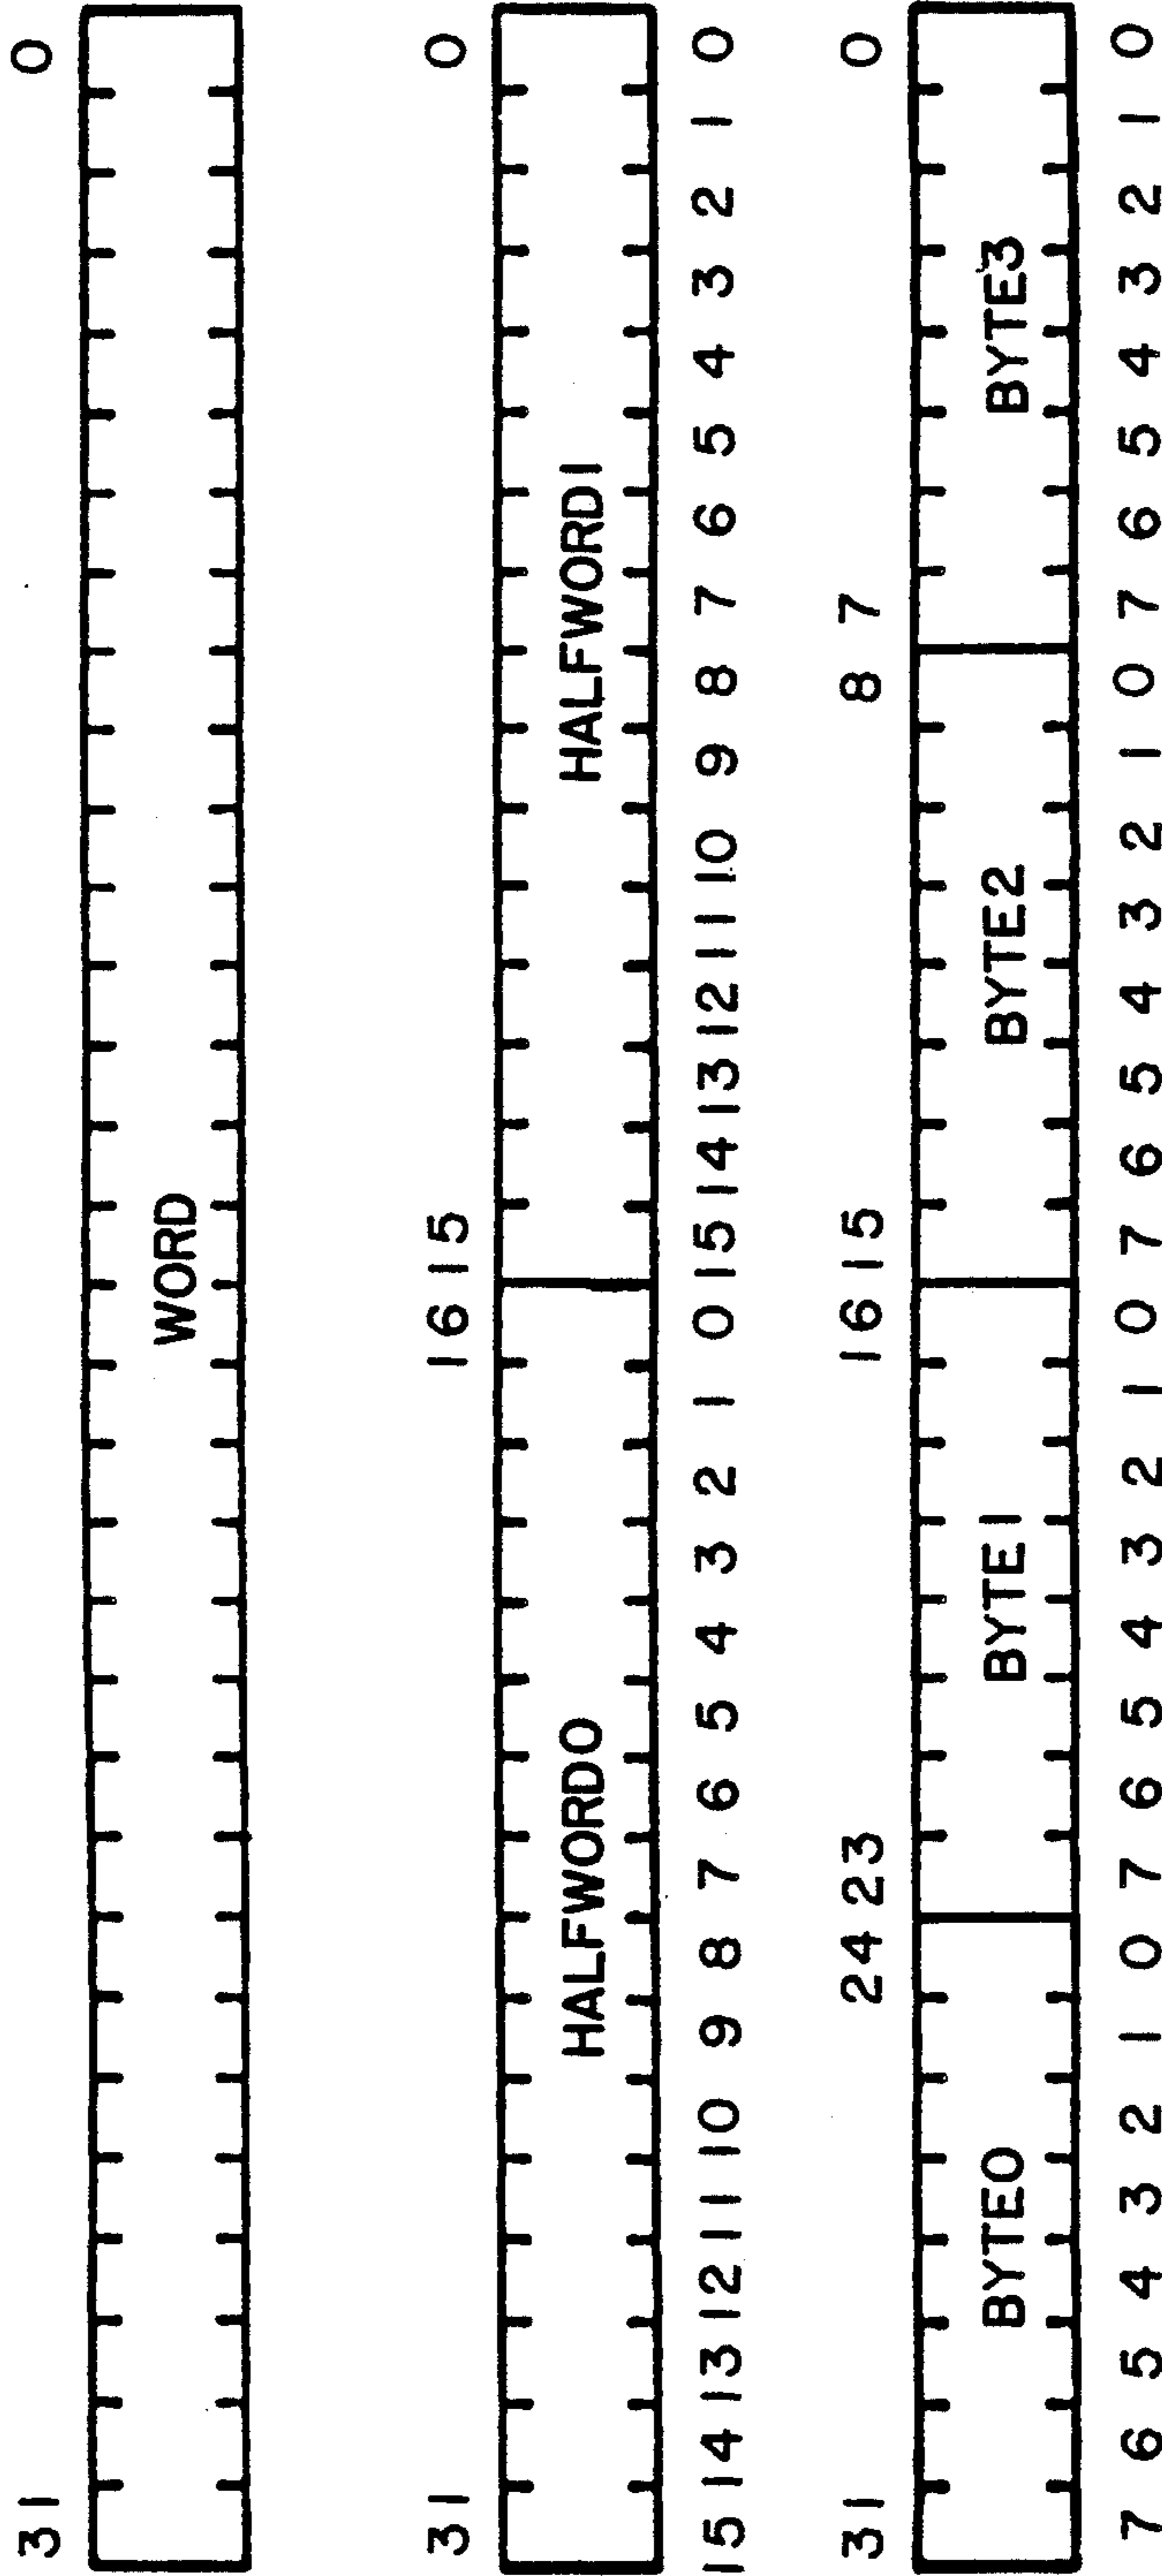 31 0
WORD
31 16 15 0
HALFWORD0 HALFWORD1
15 14 13 12 11 10 9 8 7 6 5 4 3 2 1 0 15 14 13 12 11 10 9 8 7 6 5 4 3 2 1 0
31 24 23 16 15 8 7 0
BYTE0 BYTE1 BYTE2 BYTE3
7 6 5 4 3 2 1 0 7 6 5 4 3 2 1 0 7 6 5 4 3 2 1 0 7 6 5 4 3 2 1 0